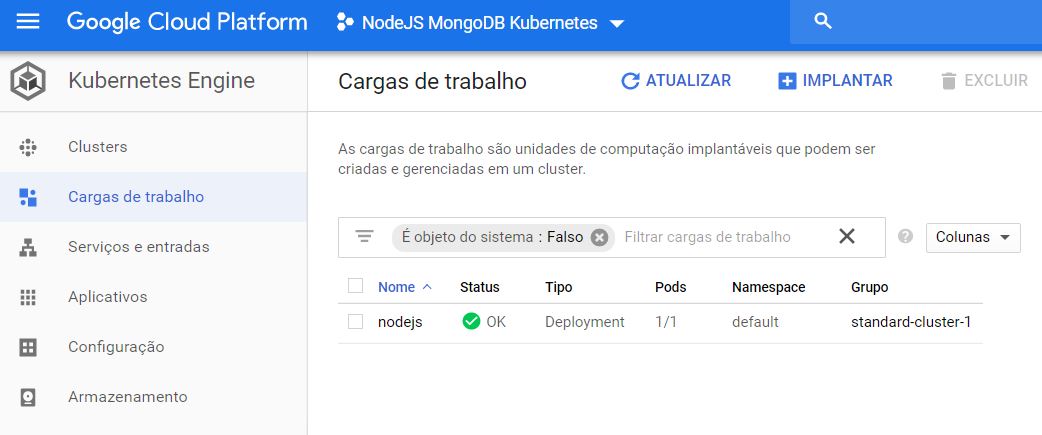 Google Cloud Platform
NodeJS MongoDB Kubernetes
Kubernetes Engine
Clusters
Cargas de trabalho
Serviços e entradas
Aplicativos
Configuração
Armazenamento
Cargas de trabalho
ATUALIZAR
IMPLANTAR
EXCLUIR
As cargas de trabalho são unidades de computação implantáveis que podem ser
criadas e gerenciadas em um cluster.
É objeto do sistema : Falso
Filtrar cargas de trabalho
Colunas
Nome Status Tipo Pods Namespace Grupo
nodejs OK Deployment 1/1 default standard-cluster-1